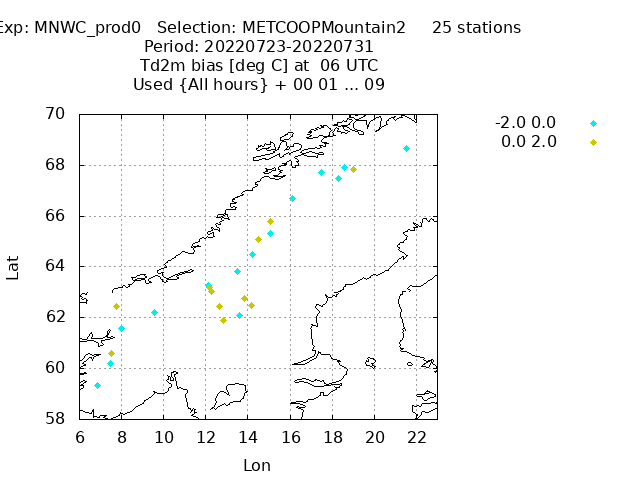 Exp: MNWC_prod0 Selection: METCOOPMountain2 25 stations
Period: 20220723-20220731
Td2m bias [deg C] at 06 UTC
Used {All hours} + 00 01 ... 09
-2.0 0.0
0.0 2.0
70
68
66
64
62
60
58
Lat
6 8 10 12 14 16 18 20 22
Lon